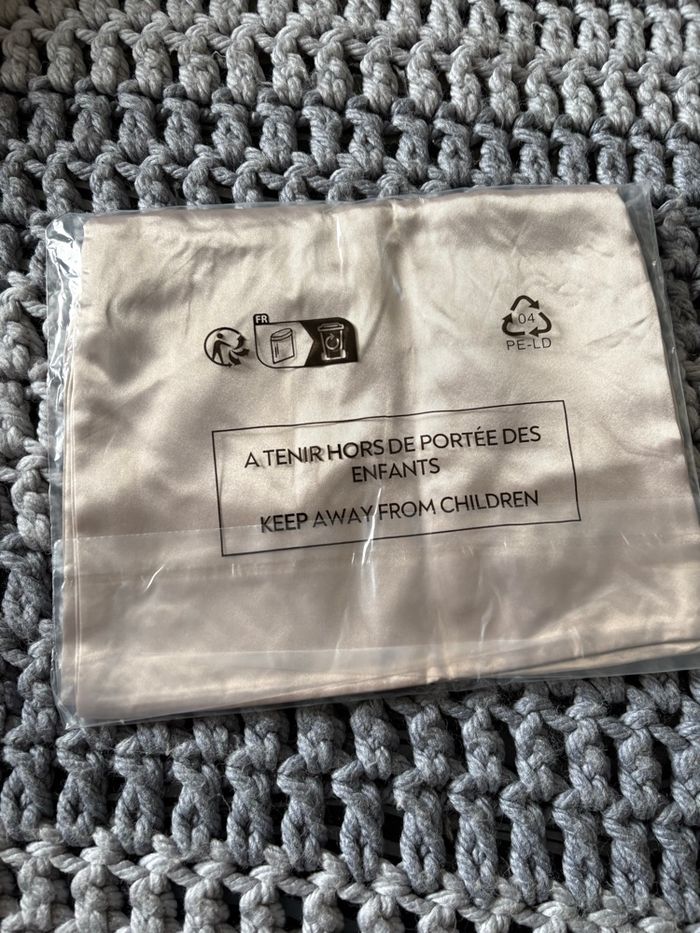 FR
04
PE-LD
A TENIR HORS DE PORTÉE DES
ENFANTS
KEEP AWAY FROM CHILDREN